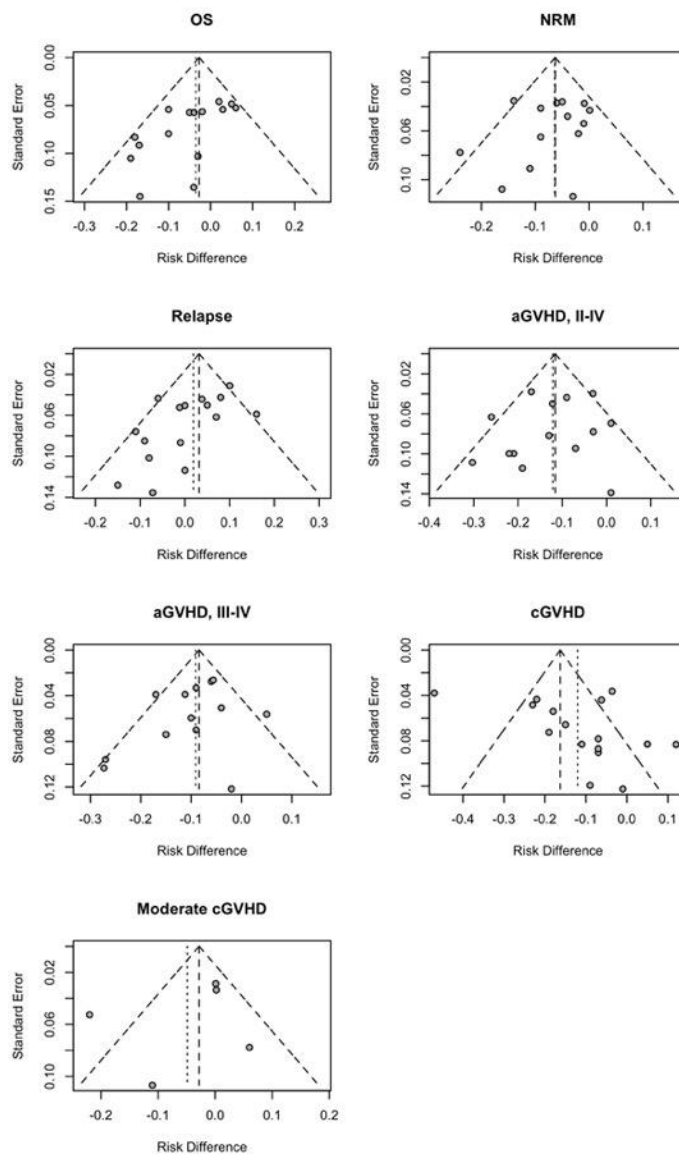 OS
NRM
Standard Error
0.00
0.05
0.10
0.15
-0.3 -0.2 -0.1 0.0 0.1 0.2
Risk Difference
Standard Error
0.02
0.06
0.10
-0.2 -0.1 0.0 0.1
Risk Difference
Relapse
aGVHD, II-IV
Standard Error
0.02
0.06
0.10
0.14
-0.2 -0.1 0.0 0.1 0.2 0.3
Risk Difference
Standard Error
0.02
0.06
0.10
0.14
-0.4 -0.3 -0.2 -0.1 0.0 0.1
Risk Difference
aGVHD, III-IV
cGVHD
Standard Error
0.00
0.04
0.08
0.12
-0.3 -0.2 -0.1 0.0 0.1
Risk Difference
Standard Error
0.00
0.04
0.08
0.12
-0.4 -0.3 -0.2 -0.1 0.0 0.1
Risk Difference
Moderate cGVHD
Standard Error
0.02
0.06
0.10
-0.2 -0.1 0.0 0.1 0.2
Risk Difference